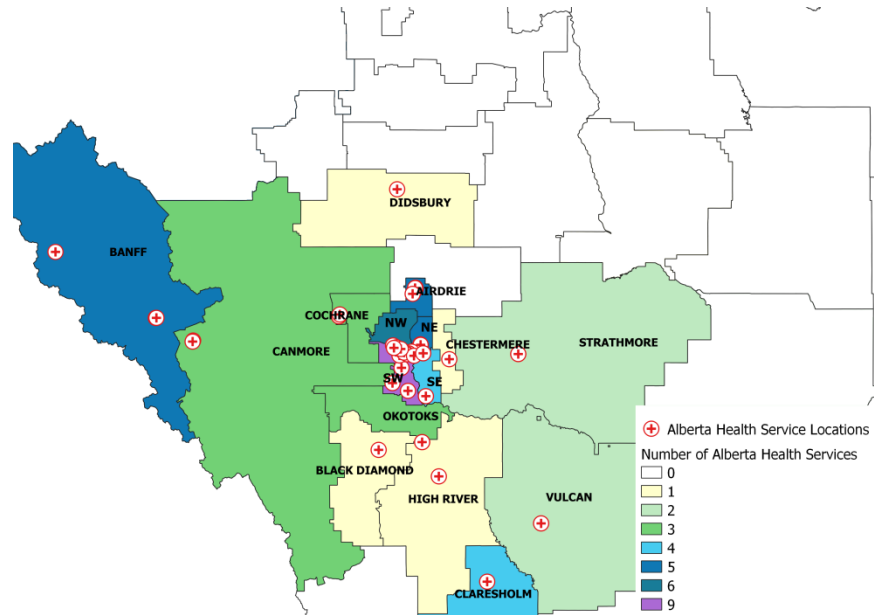 DIDSBURY
BANFF
AIRDRIE
COCHRANE
NW
NE
CHESTERMERE
STRATHMORE
CANMORE
SW
SE
OKOTOKS
BLACK DIAMOND
HIGH RIVER
VULCAN
CLARESHOLM
Alberta Health Service Locations
Number of Alberta Health Services
0
1
2
3
4
5
6
9